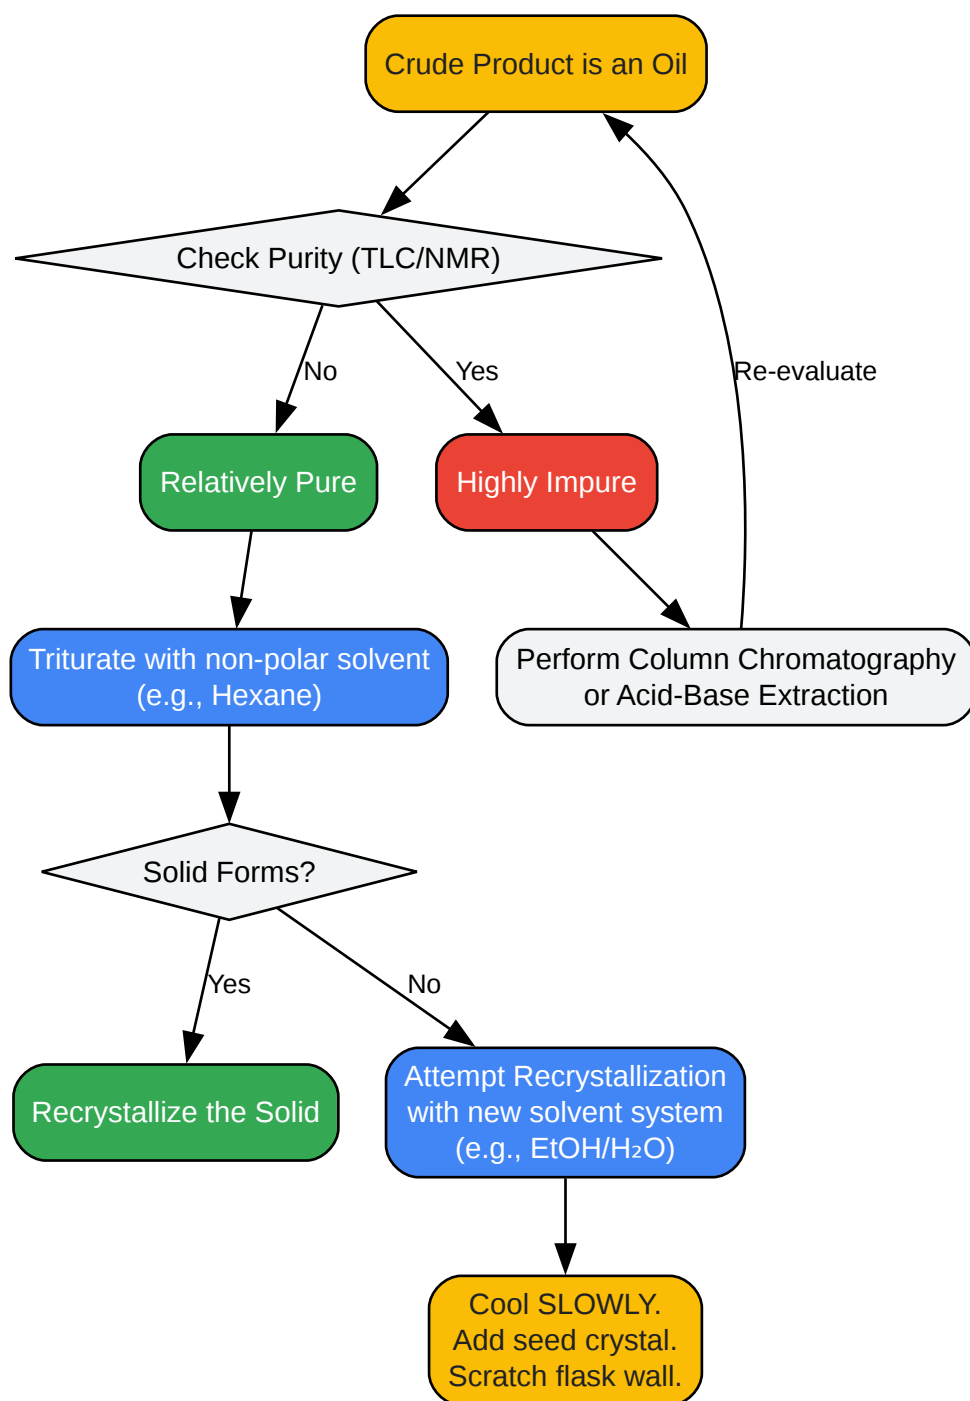 Crude Product is an Oil
Check Purity (TLC/NMR)
No
Yes
Re-evaluate
Relatively Pure
Highly Impure
Triturate with non-polar solvent
(e.g., Hexane)
Perform Column Chromatography
or Acid-Base Extraction
Solid Forms?
Yes
No
Recrystallize the Solid
Attempt Recrystallization
with new solvent system
(e.g., EtOH/H₂O)
Cool SLOWLY.
Add seed crystal.
Scratch flask wall.